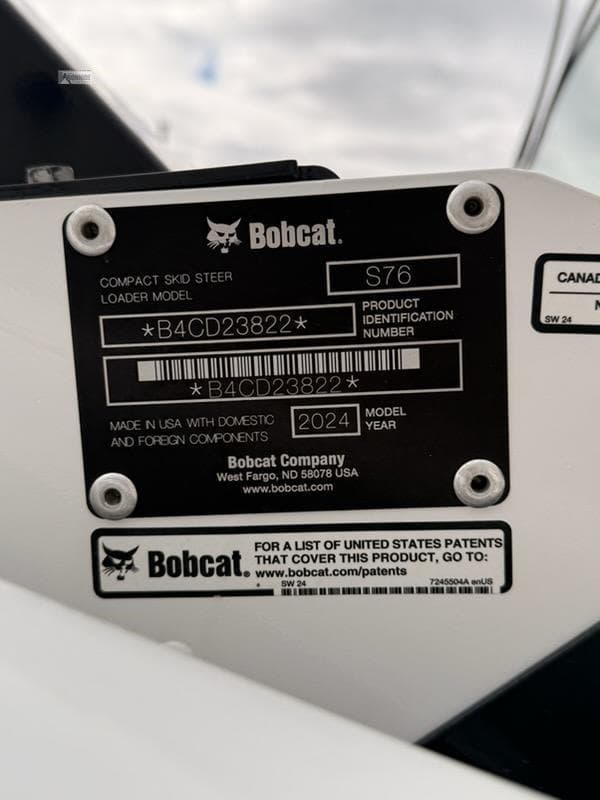 Bobcat.
COMPACT SKID STEER
LOADER MODEL
S76
*B4CD23822*
PRODUCT
IDENTIFICATION
NUMBER
*B4CD23822*
MADE IN USA WITH DOMESTIC
AND FOREIGN COMPONENTS
2024
MODEL
YEAR
Bobcat Company
West Fargo, ND 58078 USA
www.bobcat.com
CANAD
SW 24
Bobcat.
FOR A LIST OF UNITED STATES PATENTS
THAT COVER THIS PRODUCT, GO TO:
www.bobcat.com/patents
SW 24
7245504A enUS